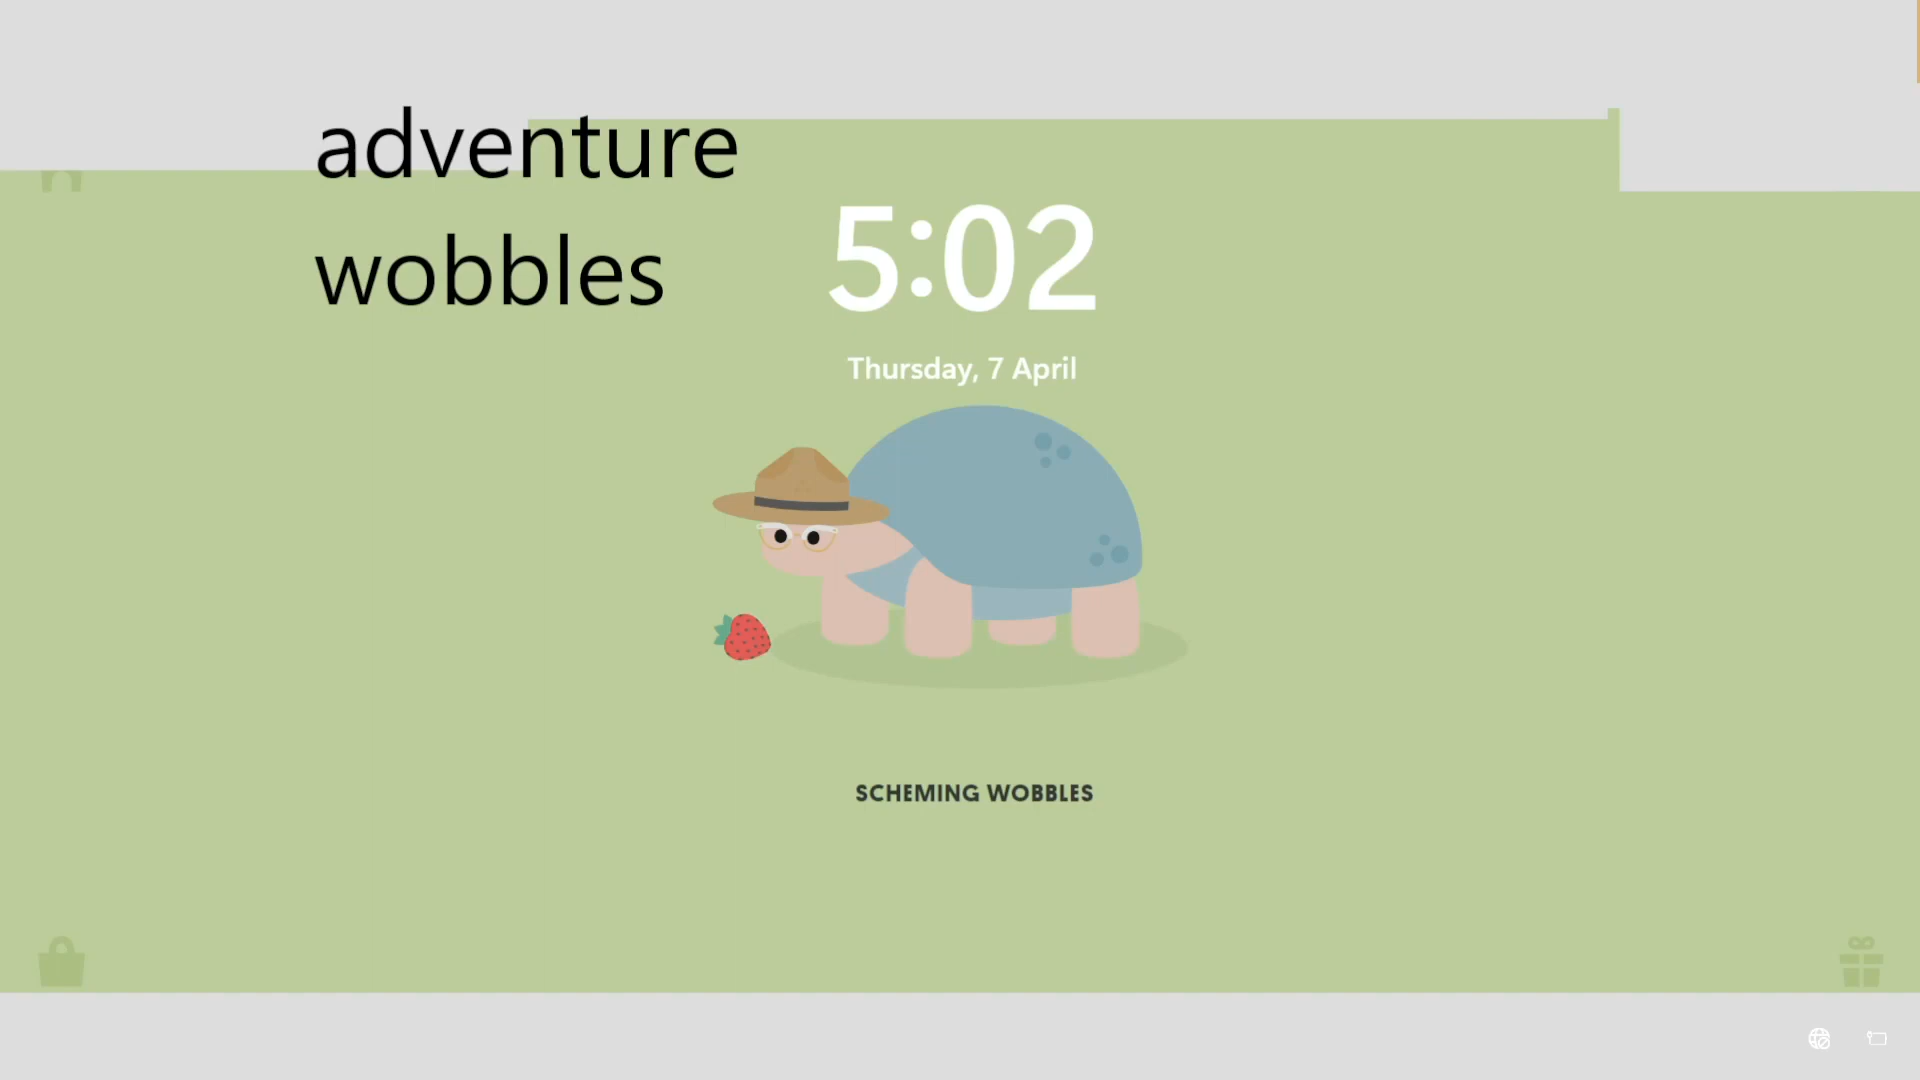 adventure
wobbles
5:02
Thursday, 7 April
SCHEMING WOBBLES